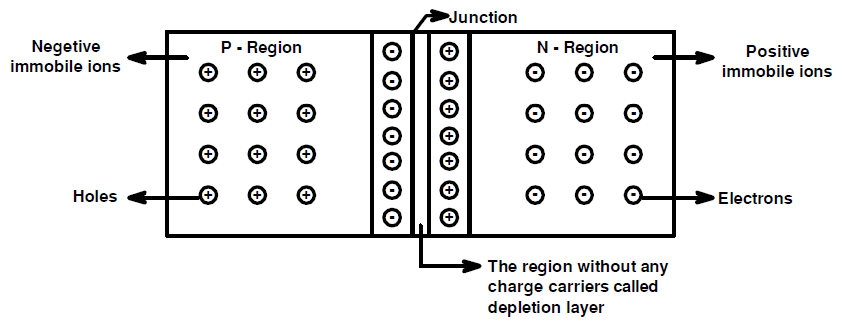 Junction
Negetive
immobile ions
P - Region
N - Region
Positive
immobile ions
Holes
Electrons
The region without any
charge carriers called
depletion layer